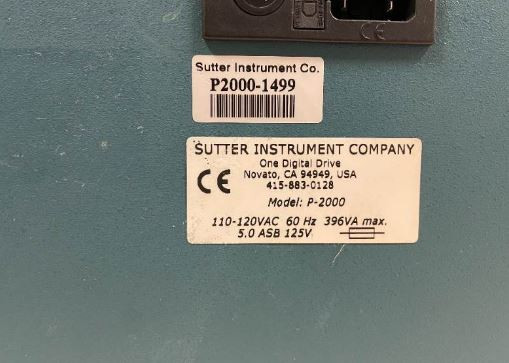 Sutter Instrument Co.
P2000-1499
SUTTER INSTRUMENT COMPANY
One Digital Drive
Novato, CA 94949, USA
415-883-0128
CE
Model: P-2000
110-120VAC 60 Hz 396VA max.
5.0 ASB 125V